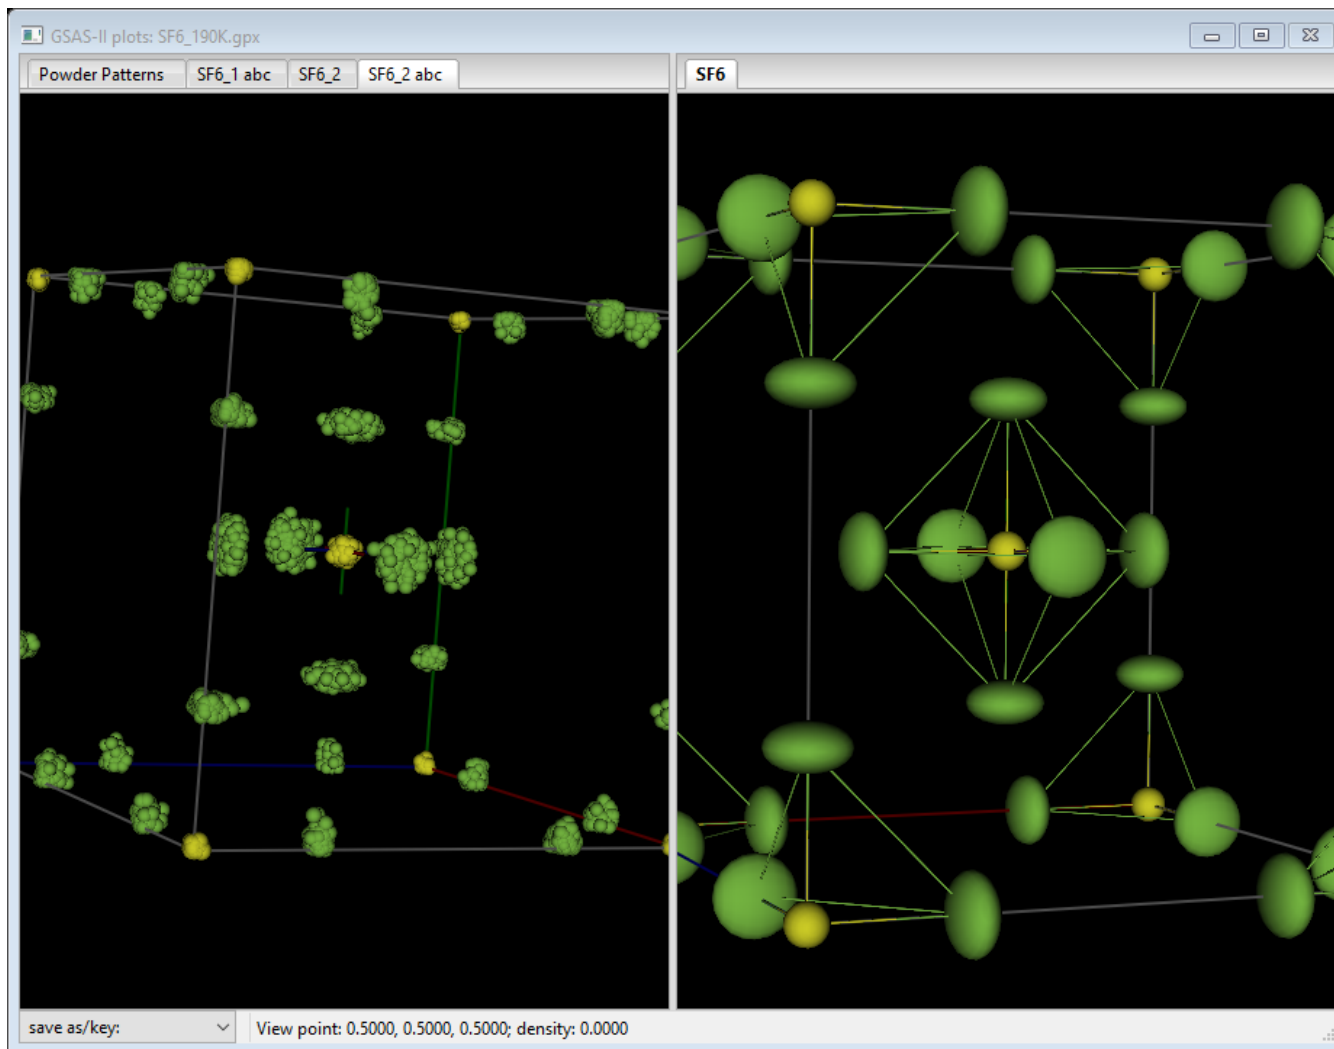 GSAS-II plots: SF6_190K.gpx
Powder Patterns SF6_1 abc SF6_2 SF6_2 abc SF6
save as/key: View point: 0.5000, 0.5000, 0.5000; density: 0.0000